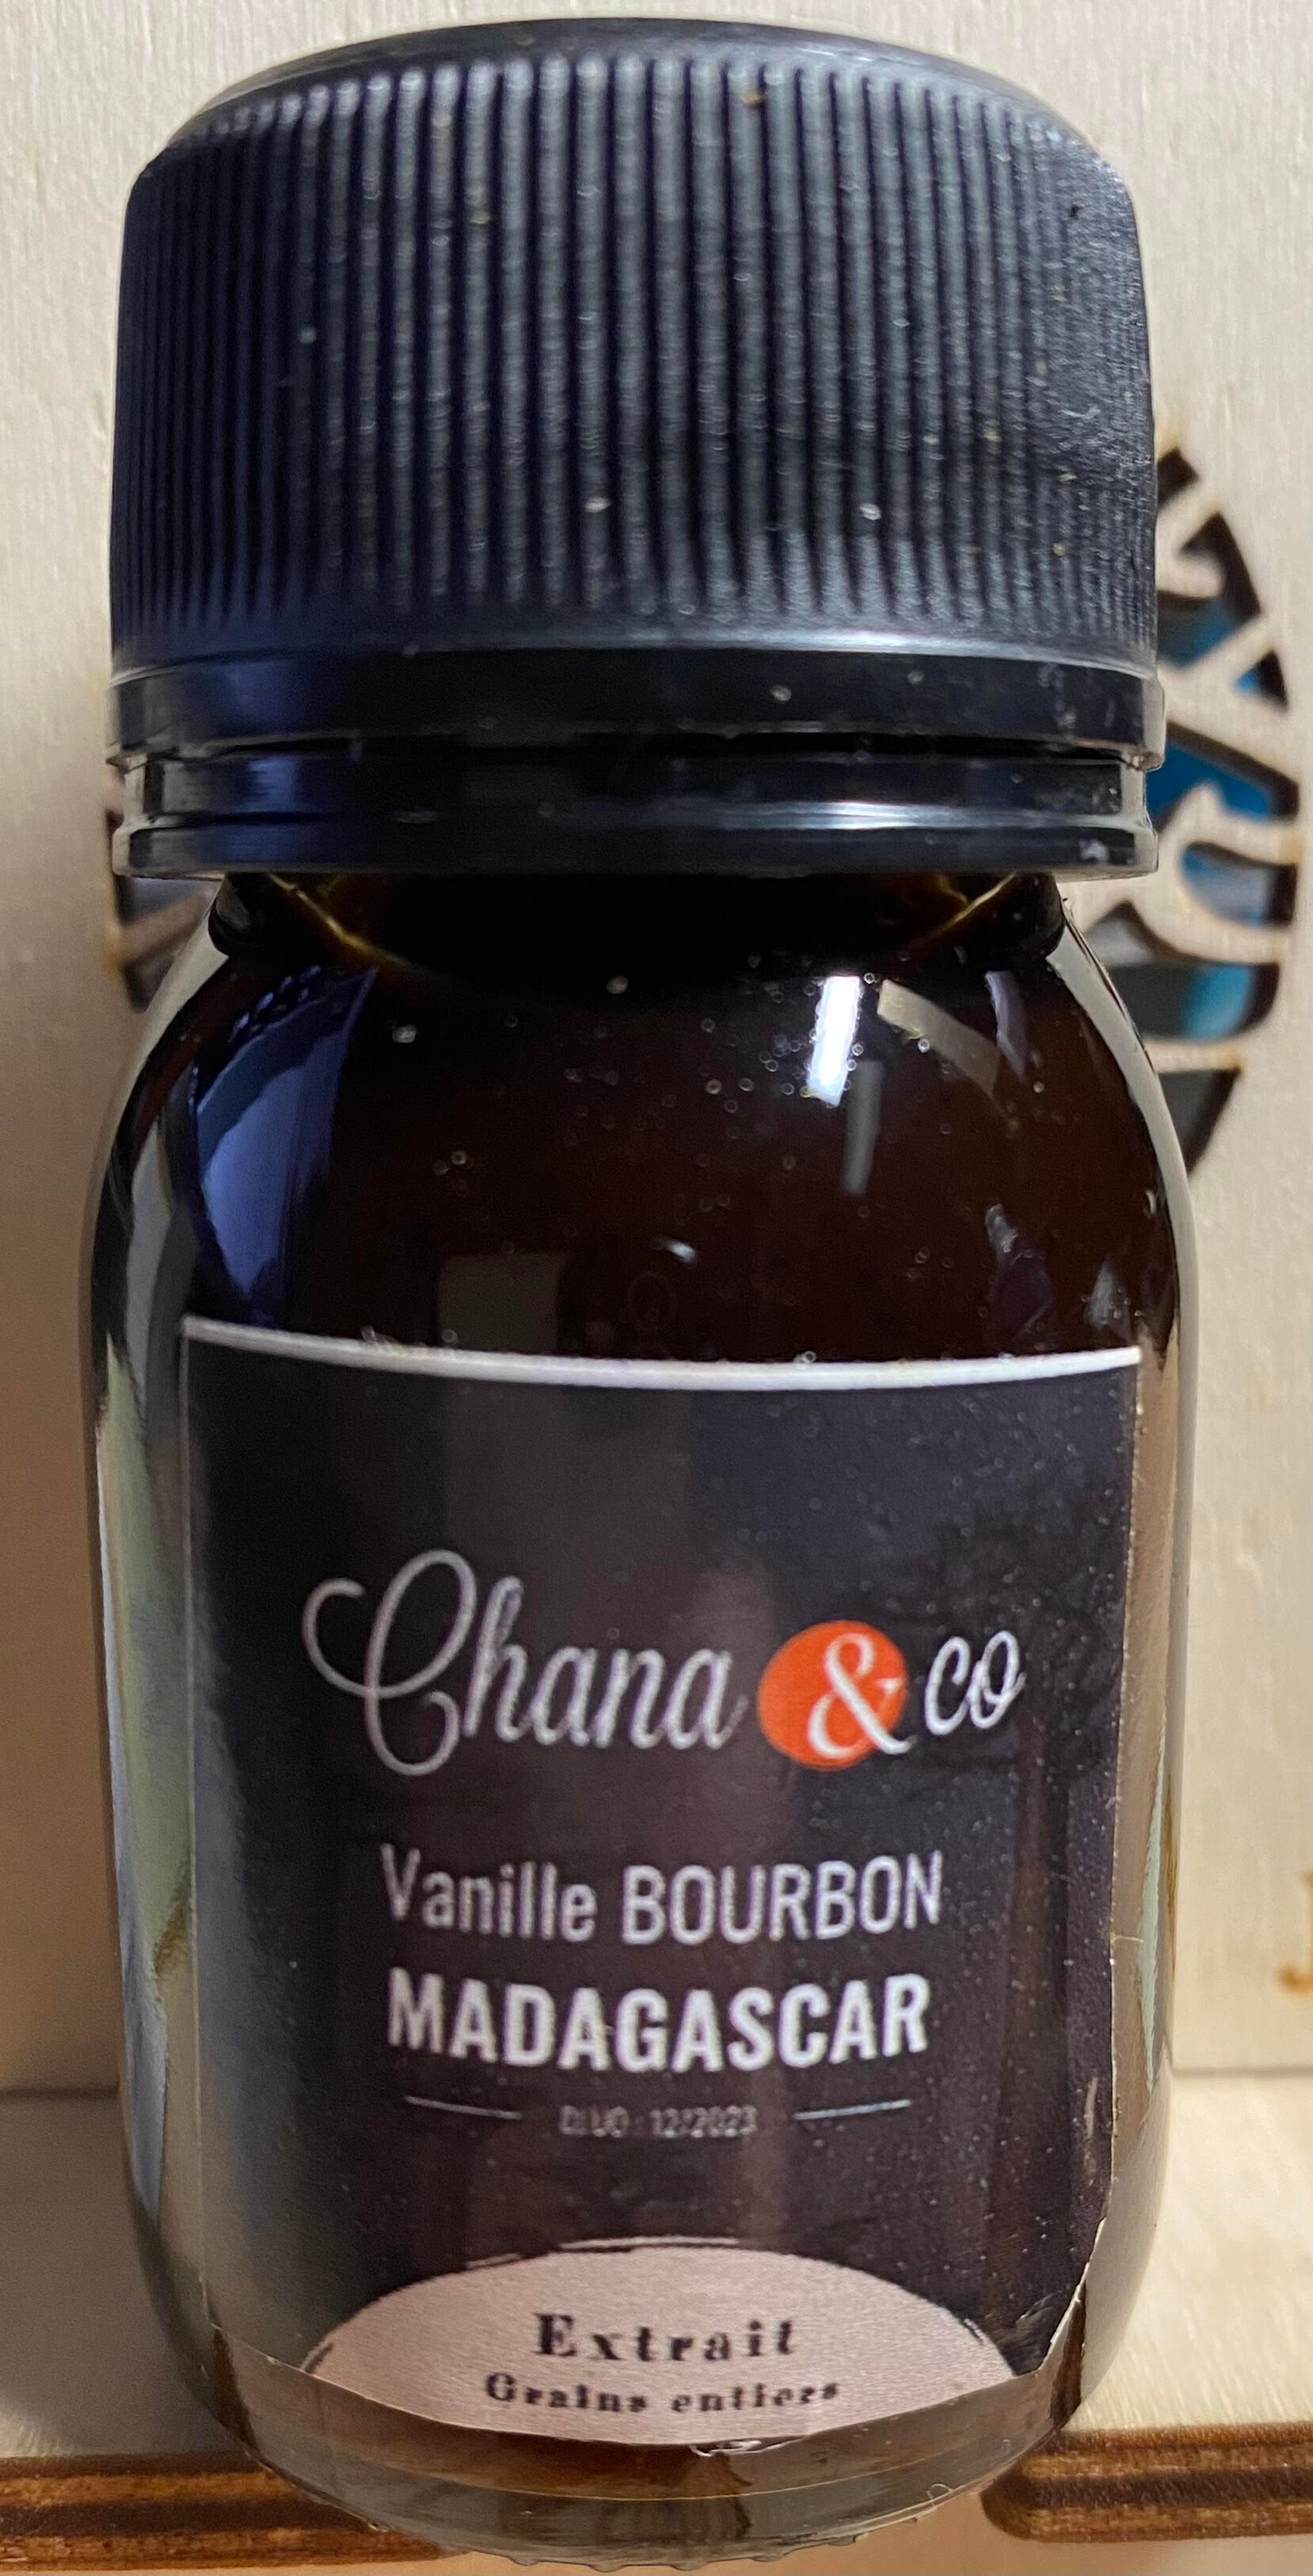 Chana & co
Vanille BOURBON
MADAGASCAR
DLUO : 12/2023
Extrait
Grains entiers